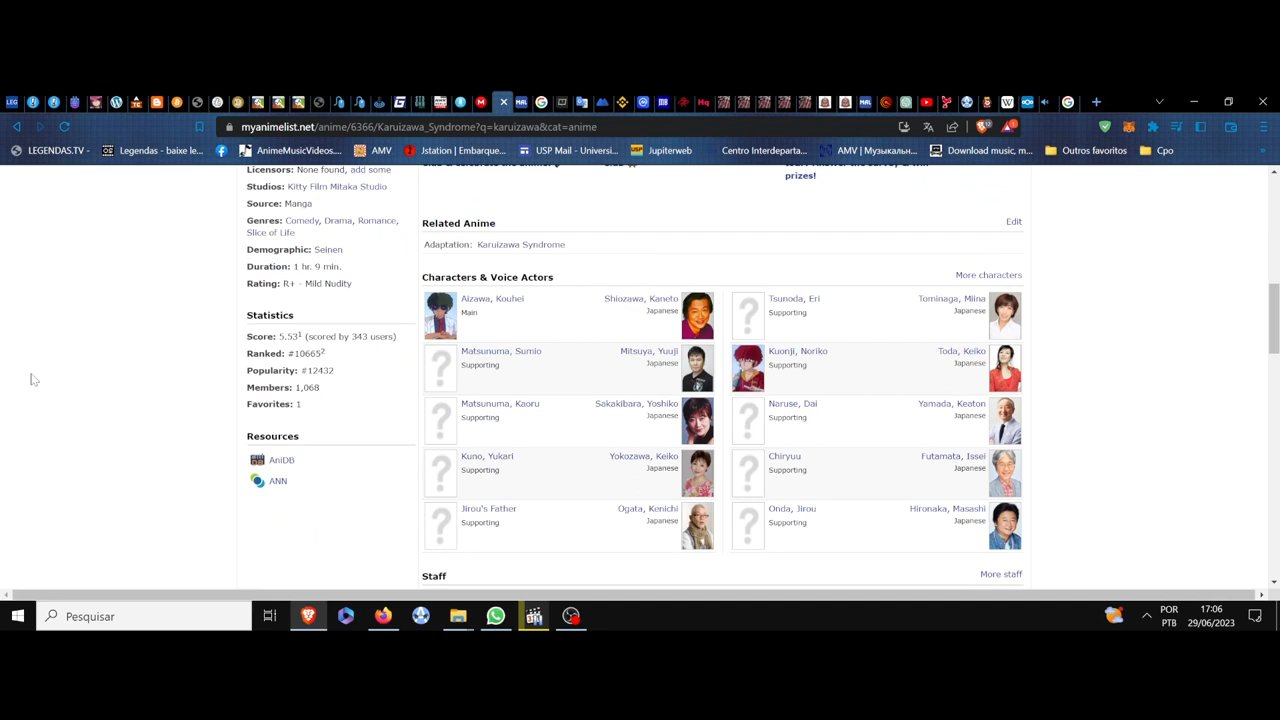 myanimelist.net/anime/6366/Karuizawa_Syndrome?q=karuizawa&cat=anime
LEGENDAS.TV -
Legendas - baixe le...
AnimeMusicVideos....
AMV
Jstation | Embarque...
USP Mail - Universi...
Jupiterweb
Centro Interdeparta...
AMV | Музыкальн...
Download music, m...
Outros favoritos
Cpo
prizes!
Licensors: None found, add some
Studios: Kitty Film Mitaka Studio
Source: Manga
Genres: Comedy, Drama, Romance,
Slice of Life
Demographic: Seinen
Duration: 1 hr. 9 min.
Rating: R+ - Mild Nudity
Statistics
Score: 5.531 (scored by 343 users)
Ranked: #106652
Popularity: #12432
Members: 1,068
Favorites: 1
Resources
AniDB
ANN
Related Anime
Edit
Adaptation: Karuizawa Syndrome
Characters & Voice Actors
More characters
Aizawa, Kouhei
Main
Shiozawa, Kaneto
Japanese
Tsunoda, Eri
Supporting
Tominaga, Miina
Japanese
Matsunuma, Sumio
Supporting
Mitsuya, Yuuji
Japanese
Kuonji, Noriko
Supporting
Toda, Keiko
Japanese
Matsunuma, Kaoru
Supporting
Sakakibara, Yoshiko
Japanese
Naruse, Dai
Supporting
Yamada, Keaton
Japanese
Kuno, Yukari
Supporting
Yokozawa, Keiko
Japanese
Chiryuu
Supporting
Futamata, Issei
Japanese
Jirou's Father
Supporting
Ogata, Kenichi
Japanese
Onda, Jirou
Supporting
Hironaka, Masashi
Japanese
Staff
More staff
Pesquisar
POR
PTB
17:06
29/06/2023